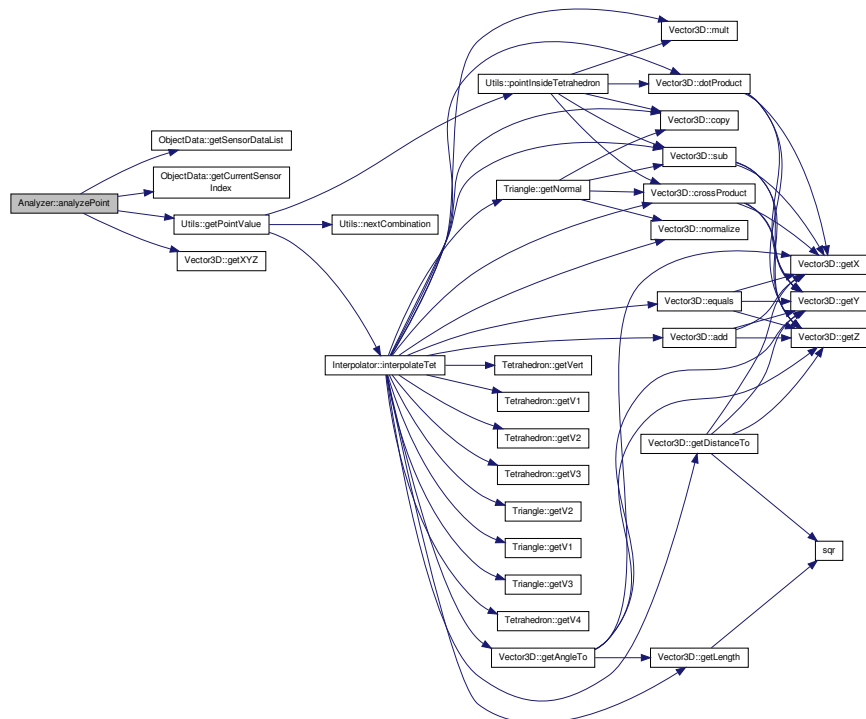 Analyzer::analyzePoint
ObjectData::getSensorDataList
ObjectData::getCurrentSensor
Index
Utils::getPointValue
Vector3D::getXYZ
Utils::nextCombination
Interpolator::interpolateTet
Utils::pointInsideTetrahedron
Triangle::getNormal
Tetrahedron::getVert
Tetrahedron::getV1
Tetrahedron::getV2
Tetrahedron::getV3
Triangle::getV2
Triangle::getV1
Triangle::getV3
Tetrahedron::getV4
Vector3D::getAngleTo
Vector3D::mult
Vector3D::dotProduct
Vector3D::copy
Vector3D::sub
Vector3D::crossProduct
Vector3D::normalize
Vector3D::equals
Vector3D::add
Vector3D::getDistanceTo
Vector3D::getLength
Vector3D::getX
Vector3D::getY
Vector3D::getZ
sqr